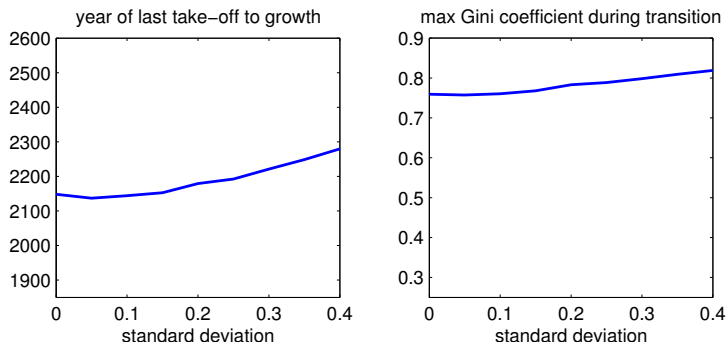 year of last take−off to growth
2600
2500
2400
2300
2200
2100
2000
1900
0 0.1 0.2 0.3 0.4
standard deviation
max Gini coefficient during transition
0.9
0.8
0.7
0.6
0.5
0.4
0.3
0 0.1 0.2 0.3 0.4
standard deviation